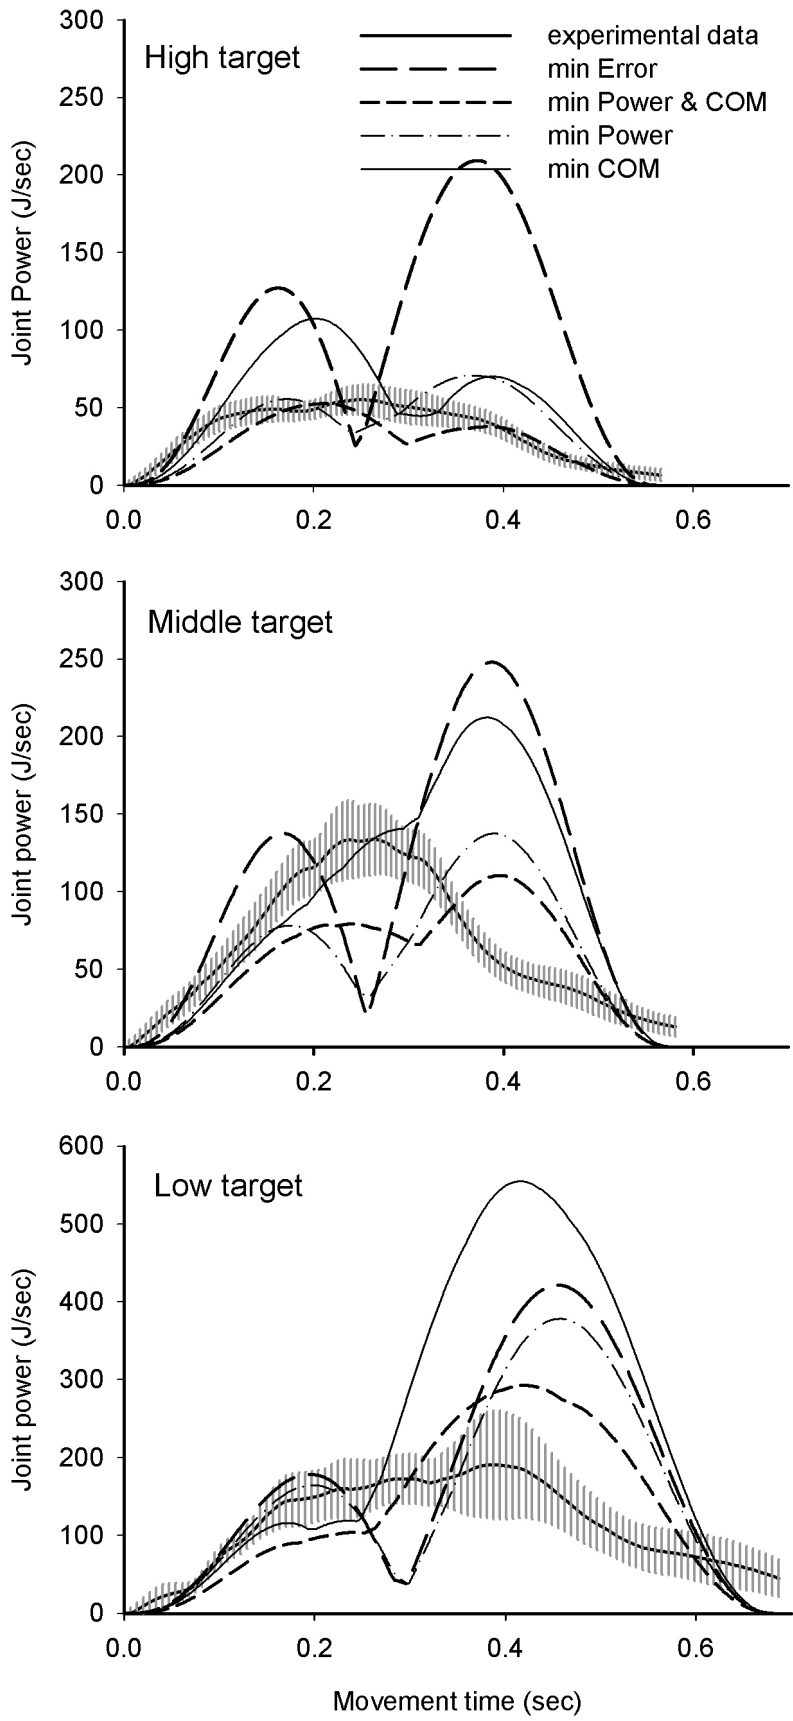 300
High target
experimental data
min Error
250
min Power & COM
min Power
200
min COM
150
100
50
0
Joint Power (J/sec)
0.0 0.2 0.4 0.6
300
Middle target
250
200
150
100
50
0
Joint power (J/sec)
0.0 0.2 0.4 0.6
600
Low target
500
400
300
200
100
0
Joint power (J/sec)
0.0 0.2 0.4 0.6
Movement time (sec)